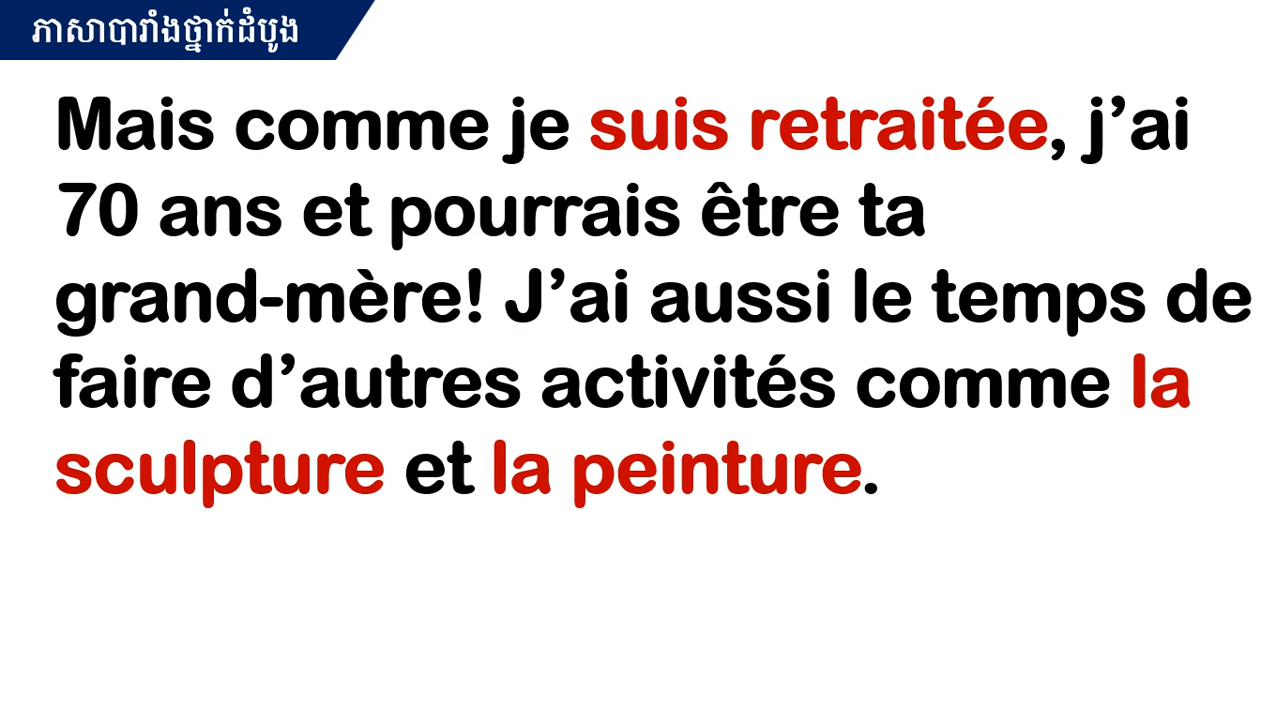 ភាសាបារាំងថ្នាក់ដំបូង
Mais comme je suis retraitée, j’ai
70 ans et pourrais être ta
grand-mère! J’ai aussi le temps de
faire d’autres activités comme la
sculpture et la peinture.